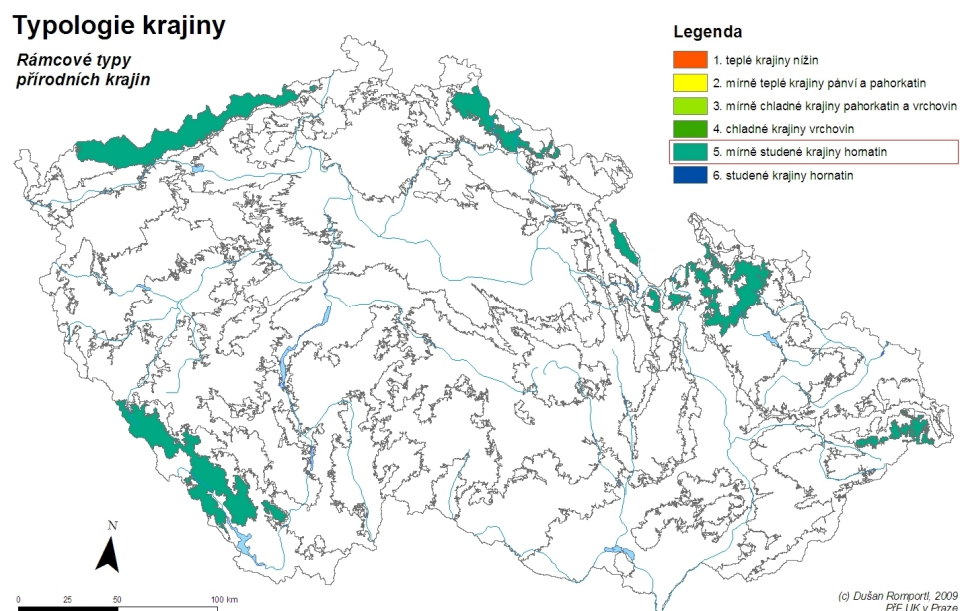 Typologie krajiny
Rámcové typy
přírodních krajin
Legenda
1. teplé krajiny nížin
2. mírně teplé krajiny pánví a pahorkatin
3. mírně chladné krajiny pahorkatin a vrchovin
4. chladné krajiny vrchovin
5. mírně studené krajiny hornatin
6. studené krajiny hornatin
N
0 25 50 100 km
(c) Dušan Romportl, 2009
PřF UK v Praze